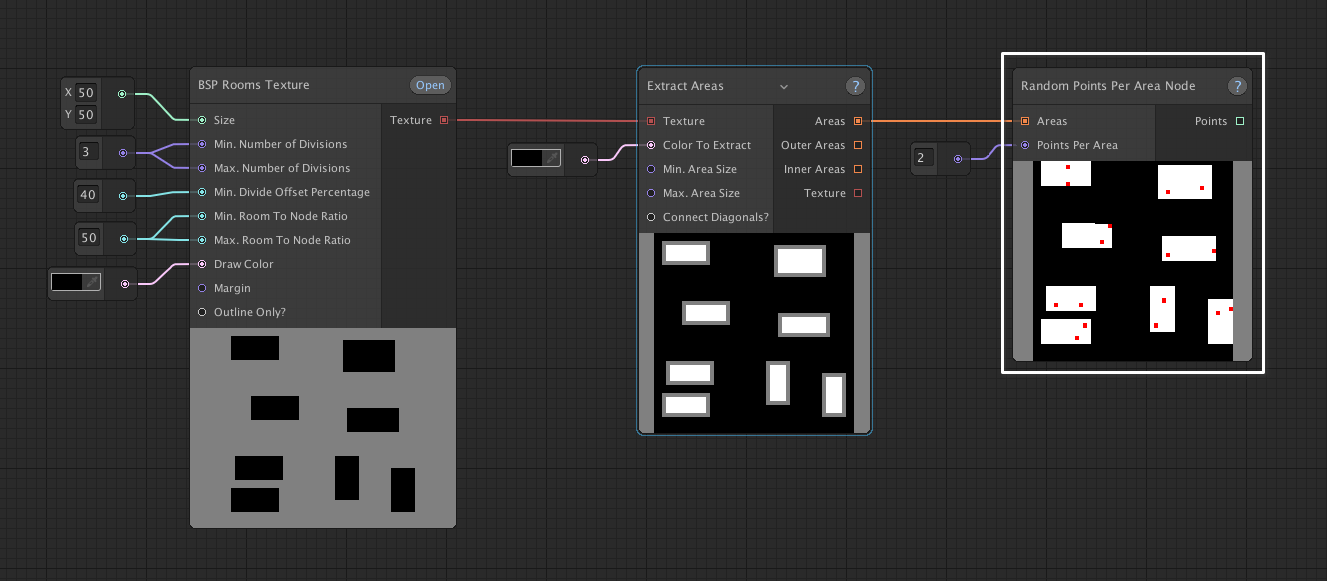 X 50
Y 50
3
40
50
BSP Rooms Texture
Open
Size
Texture
Min. Number of Divisions
Max. Number of Divisions
Min. Divide Offset Percentage
Min. Room To Node Ratio
Max. Room To Node Ratio
Draw Color
Margin
Outline Only?
Extract Areas
?
Texture
Areas
Color To Extract
Outer Areas
Min. Area Size
Inner Areas
Max. Area Size
Texture
Connect Diagonals?
2
Random Points Per Area Node
?
Areas
Points
Points Per Area